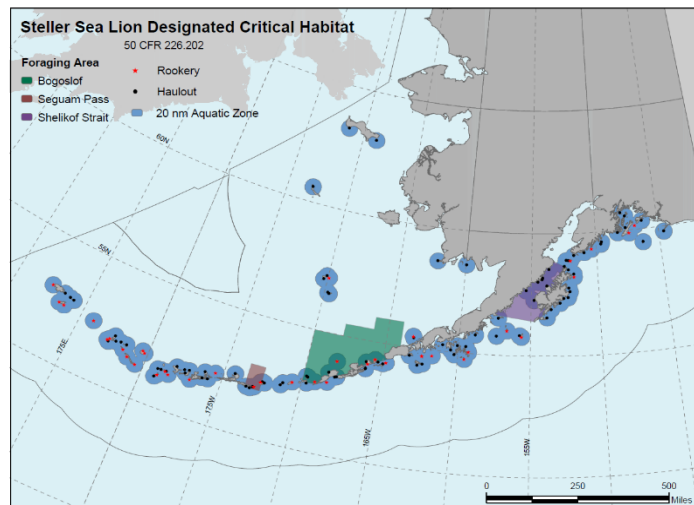 Steller Sea Lion Designated Critical Habitat
50 CFR 226.202
Foraging Area
Bogoslof
Seguam Pass
Shelikof Strait
Rookery
Haulout
20 nm Aquatic Zone
60N
55N
175E
175W
165W
155W
0 250 500
Miles